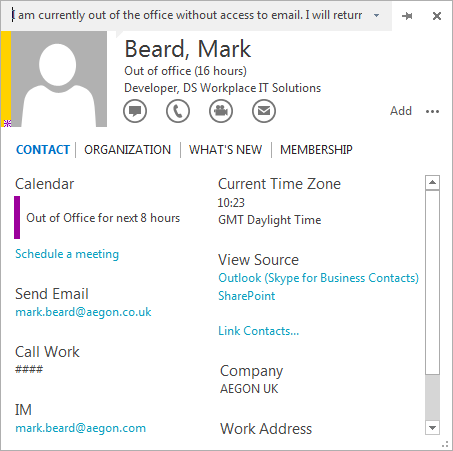 I am currently out of the office without access to email. I will return
Beard, Mark
Out of office (16 hours)
Developer, DS Workplace IT Solutions
Add
CONTACT ORGANIZATION WHAT'S NEW MEMBERSHIP
Calendar
Out of Office for next 8 hours
Schedule a meeting
Send Email
mark.beard@aegon.co.uk
Call Work
####
IM
mark.beard@aegon.com
Current Time Zone
10:23
GMT Daylight Time
View Source
Outlook (Skype for Business Contacts)
SharePoint
Link Contacts...
Company
AEGON UK
Work Address